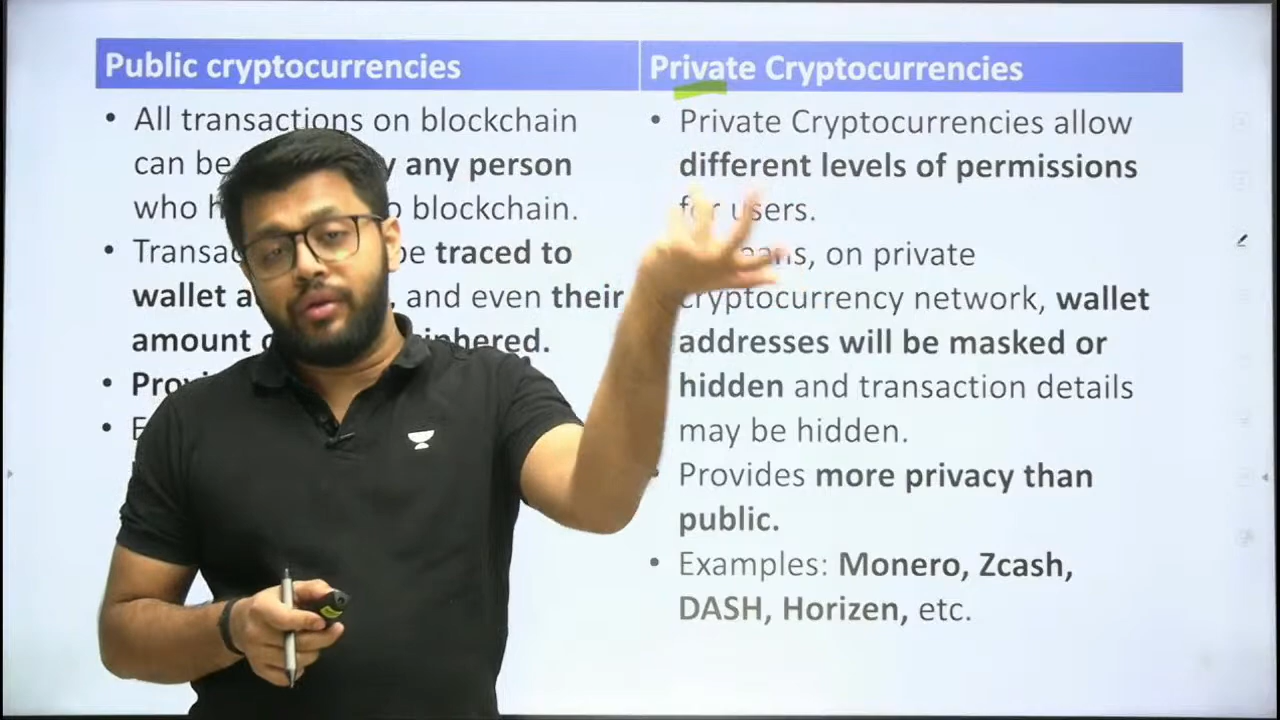 Public cryptocurrencies
• All transactions on blockchain
can be y any person
who h o blockchain.
• Transac be traced to
wallet a , and even their
amount c iphered.
• Provi
• E
Private Cryptocurrencies
• Private Cryptocurrencies allow
different levels of permissions
for users.
eans, on private
cryptocurrency network, wallet
addresses will be masked or
hidden and transaction details
may be hidden.
• Provides more privacy than
public.
• Examples: Monero, Zcash,
DASH, Horizen, etc.